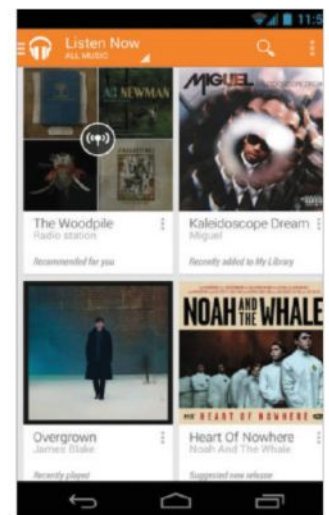 11:5
Listen Now
ALL MUSIC
A.C. NEWMAN
MIGUEL
KALEIDOSCOPE DREAM
The Woodpile
Radio station
Recommended for you
Kaleidoscope Dream
Miguel
Recently added to My Library
NOAH AND THE WHALE
HEART OF NOWHERE
Overgrown
James Blake
Recently played
Heart Of Nowhere
Noah And The Whale
Suggested new release